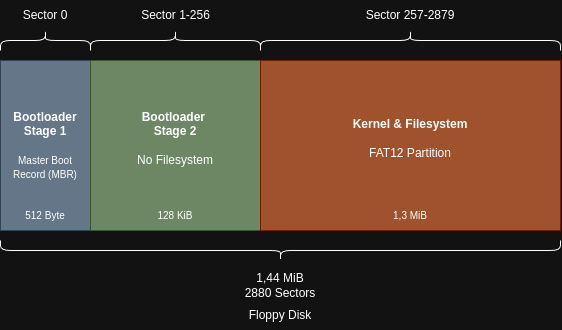 Sector 0
Sector 1-256
Sector 257-2879
Bootloader
Stage 1
Master Boot
Record (MBR)
512 Byte
Bootloader
Stage 2
No Filesystem
128 KiB
Kernel & Filesystem
FAT12 Partition
1,3 MiB
1,44 MiB
2880 Sectors
Floppy Disk